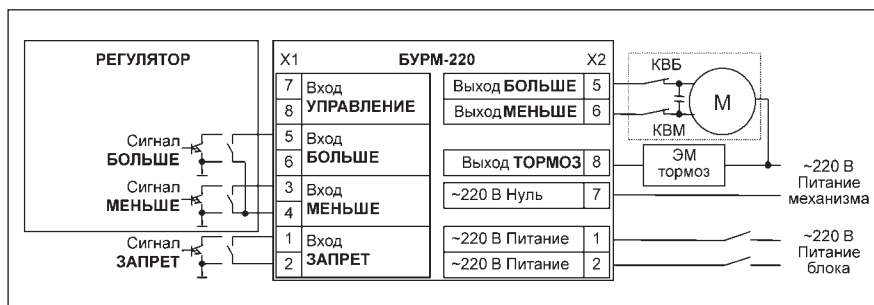 РЕГУЛЯТОР
Сигнал
БОЛЬШЕ
Сигнал
МЕНЬШЕ
Сигнал
ЗАПРЕТ
X1 БУРМ-220 X2
7 Вход
8 УПРАВЛЕНИЕ
5 Вход
6 БОЛЬШЕ
3 Вход
4 МЕНЬШЕ
1 Вход
2 ЗАПРЕТ
Выход БОЛЬШЕ 5
Выход МЕНЬШЕ 6
Выход ТОРМОЗ 8
~220 В Нуль 7
~220 В Питание 1
~220 В Питание 2
КВБ
М
КВМ
ЭМ
тормоз
~220 В
Питание
механизма
~220 В
Питание
блока